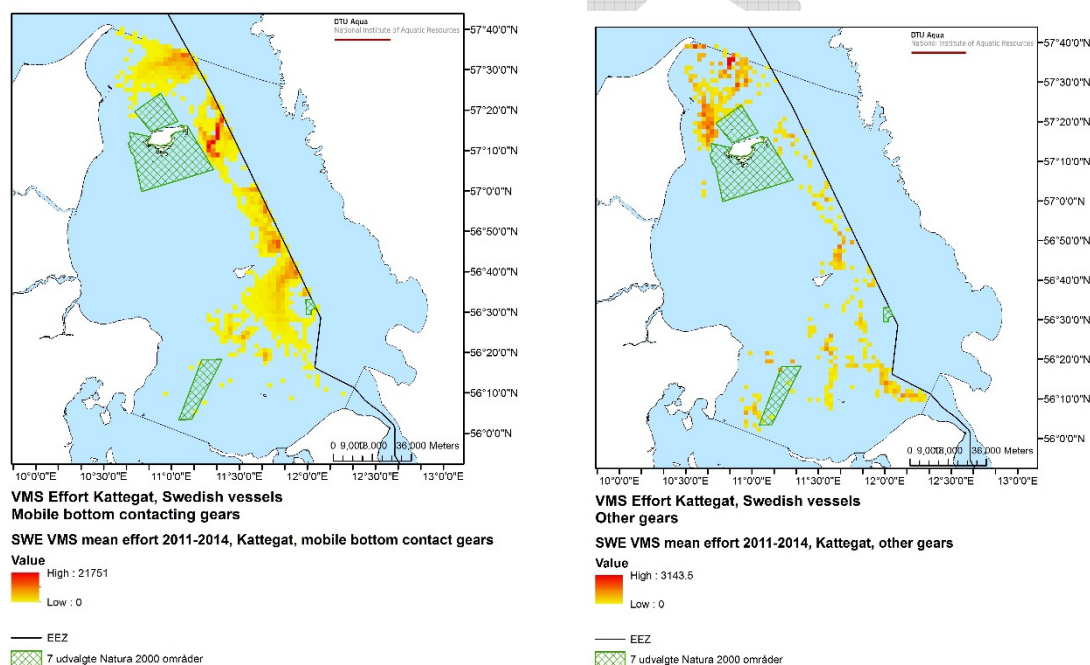 DTU Aqua
National Institute of Aquatic Resources
57°40'0"N
57°30'0"N
57°20'0"N
57°10'0"N
57°0'0"N
56°50'0"N
56°40'0"N
56°30'0"N
56°20'0"N
56°10'0"N
56°0'0"N
0 9,000 18,000 36,000 Meters
10°0'0"E 10°30'0"E 11°0'0"E 11°30'0"E 12°0'0"E 12°30'0"E 13°0'0"E
VMS Effort Kattegat, Swedish vessels
Mobile bottom contacting gears
SWE VMS mean effort 2011-2014, Kattegat, mobile bottom contact gears
Value
High : 21751
Low : 0
EEZ
7 udvalgte Natura 2000 områder
DTU Aqua
National Institute of Aquatic Resources
57°40'0"N
57°30'0"N
57°20'0"N
57°10'0"N
57°0'0"N
56°50'0"N
56°40'0"N
56°30'0"N
56°20'0"N
56°10'0"N
56°0'0"N
0 9,000 18,000 36,000 Meters
10°0'0"E 10°30'0"E 11°0'0"E 11°30'0"E 12°0'0"E 12°30'0"E 13°0'0"E
VMS Effort Kattegat, Swedish vessels
Other gears
SWE VMS mean effort 2011-2014, Kattegat, other gears
Value
High : 3143.5
Low : 0
EEZ
7 udvalgte Natura 2000 områder